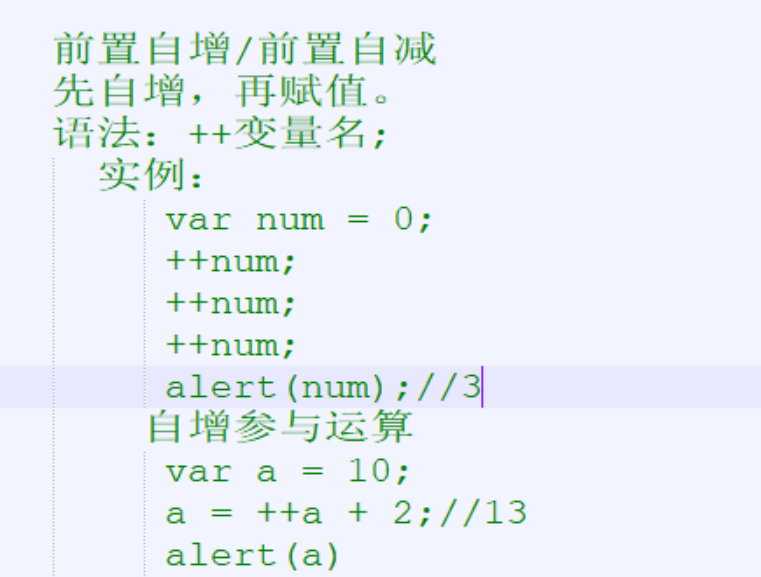 前置自增/前置自减
先自增，再赋值。
语法：++变量名;
实例：
var num = 0;
++num;
++num;
++num;
alert(num);//3
自增参与运算
var a = 10;
a = ++a + 2;//13
alert(a)